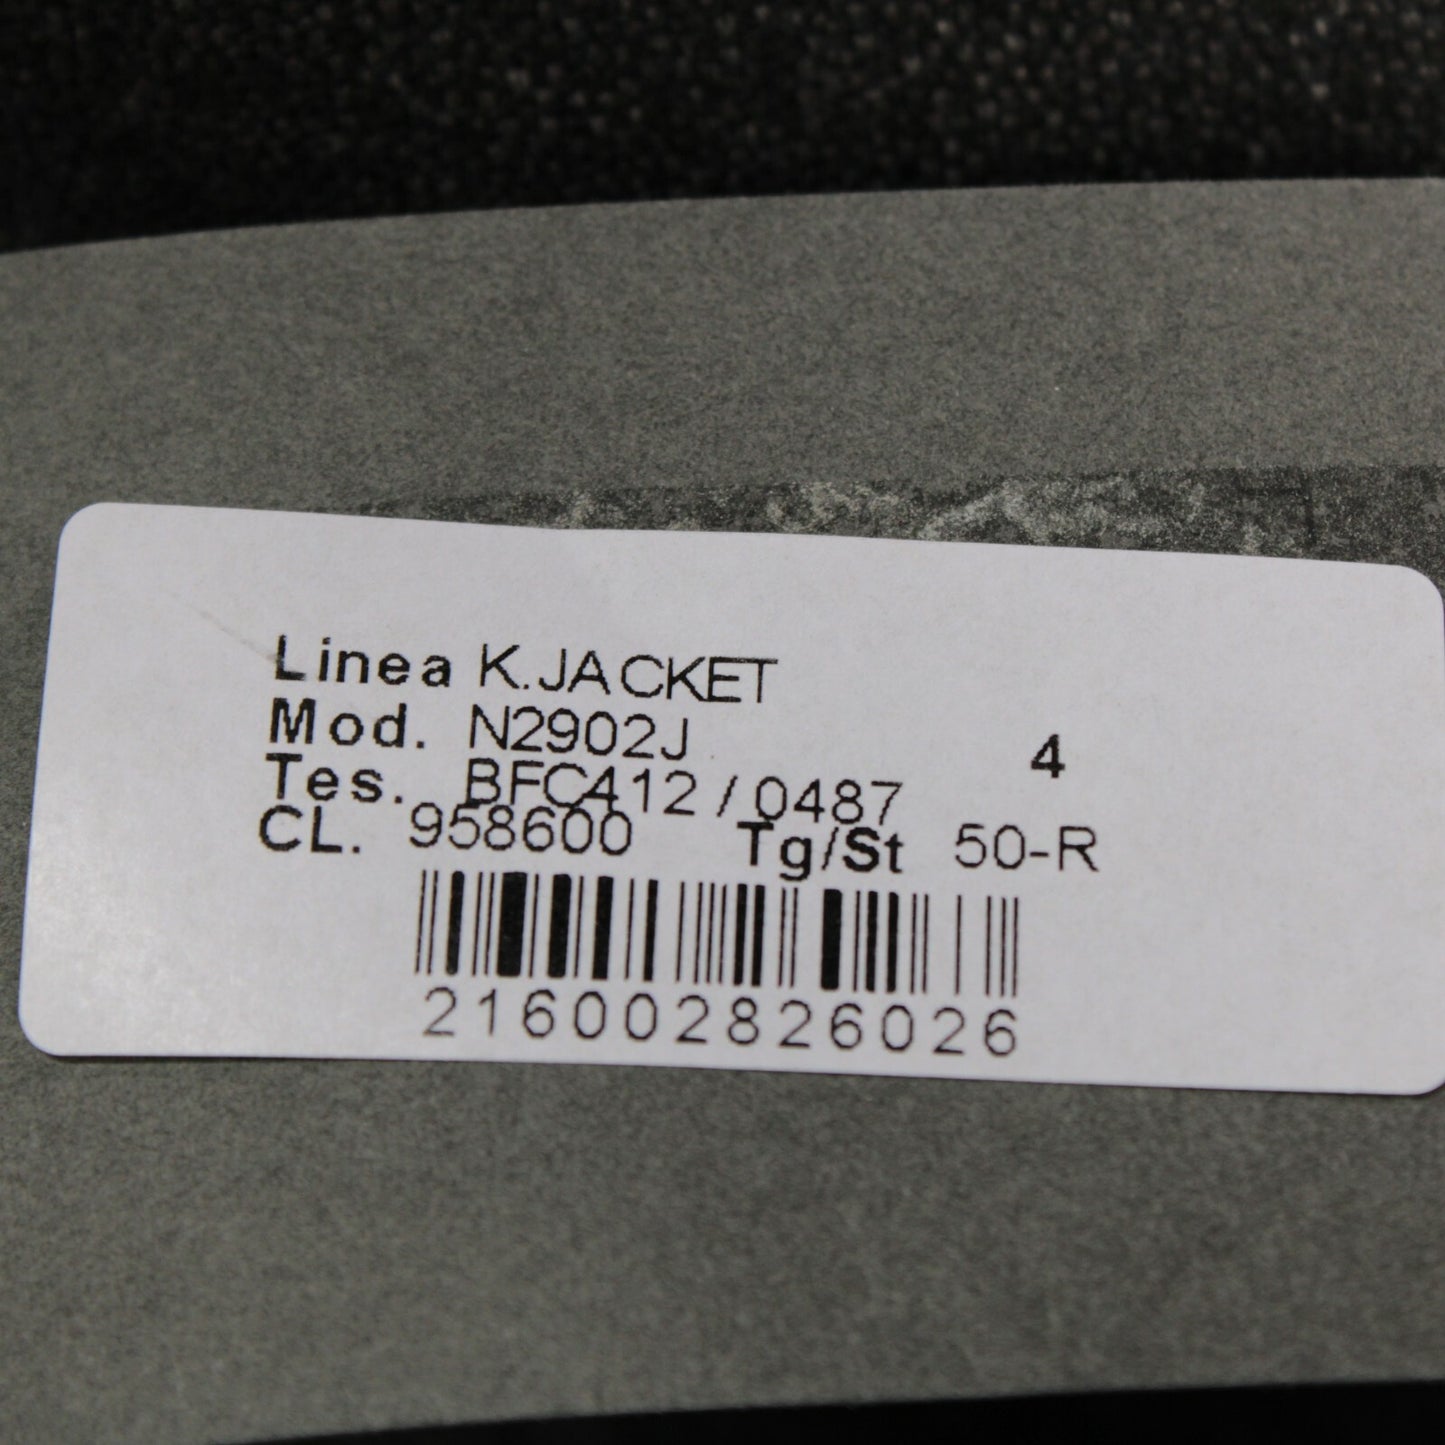 Linea K.JACKET
Mod. N2902J 4
Tes. BFC412 / 0487
CL. 958600 Tg/St 50-R
216002826026